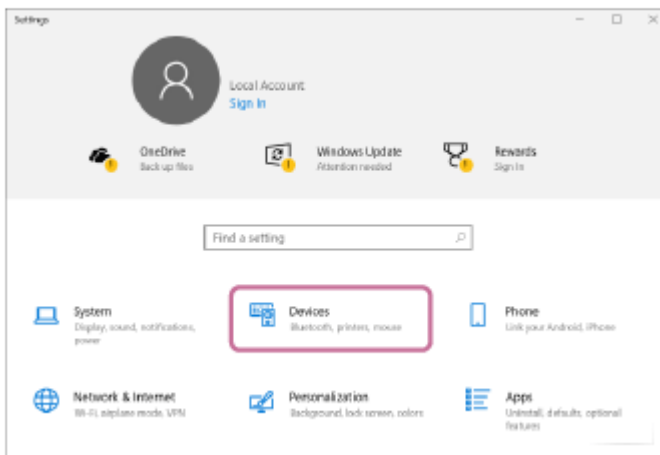 Settings
Local Account
Sign In
OneDrive
Back up files
Windows Update
Attention needed
Rewards
Sign In
Find a setting
System
Display, sound, notifications,
power
Devices
Bluetooth, printers, mouse
Phone
Link your Android, iPhone
Network & Internet
Wi-Fi, airplane mode, VPN
Personalization
Background, lock screen, colors
Apps
Uninstall, defaults, optional
features